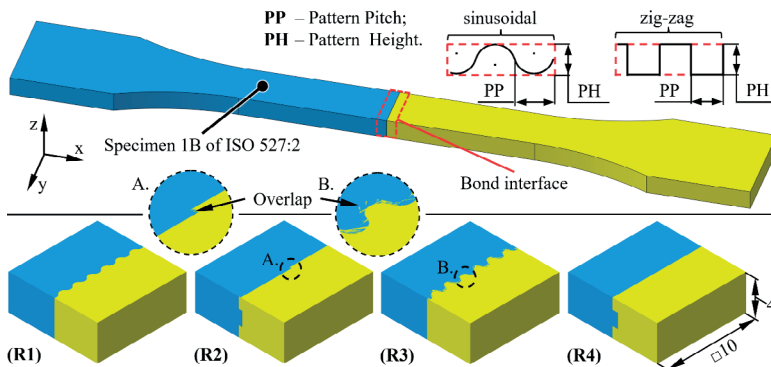 PP – Pattern Pitch;
PH – Pattern Height.
sinusoidal
zig-zag
PP
PH
PP
PH
z
x
y
Specimen 1B of ISO 527:2
Bond interface
A.
Overlap
B.
A.
B.
4
□10
(R1)
(R2)
(R3)
(R4)